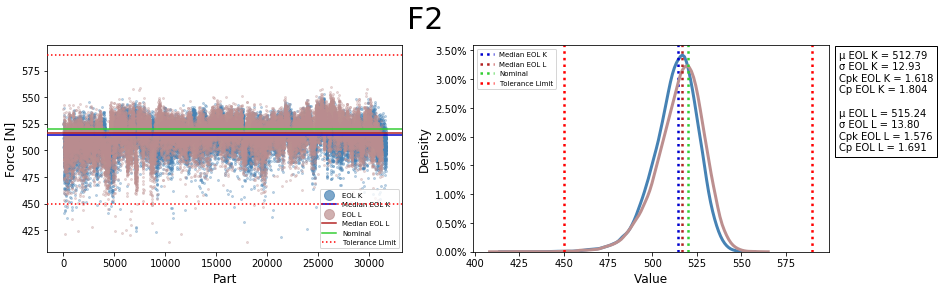 F2
Force [N]
575
550
525
500
475
450
425
0
5000
10000
15000
20000
25000
30000
Part
EOL K
Median EOL K
EOL L
Median EOL L
Nominal
Tolerance Limit
Density
3.50%
3.00%
2.50%
2.00%
1.50%
1.00%
0.50%
0.00%
400
425
450
475
500
525
550
575
Value
Median EOL K
Median EOL L
Nominal
Tolerance Limit
μ EOL K = 512.79
σ EOL K = 12.93
Cpk EOL K = 1.618
Cp EOL K = 1.804
μ EOL L = 515.24
σ EOL L = 13.80
Cpk EOL L = 1.576
Cp EOL L = 1.691